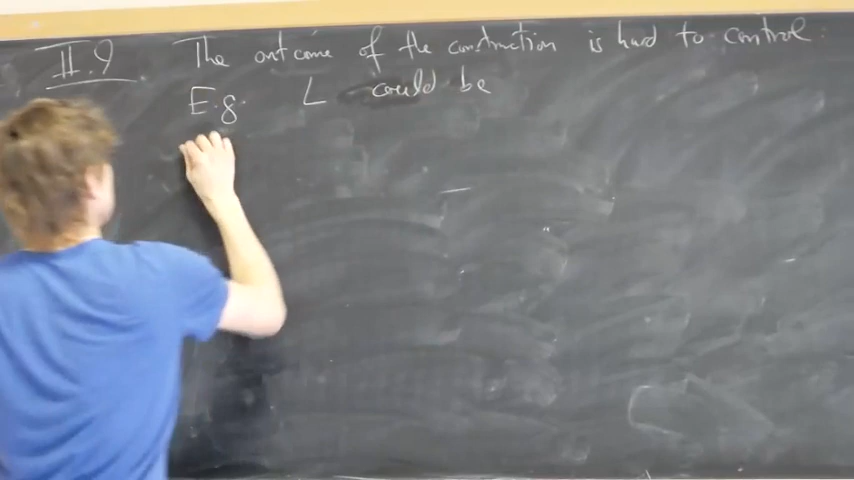 II.9 The outcome of the construction is hard to control:
E.g. L could be